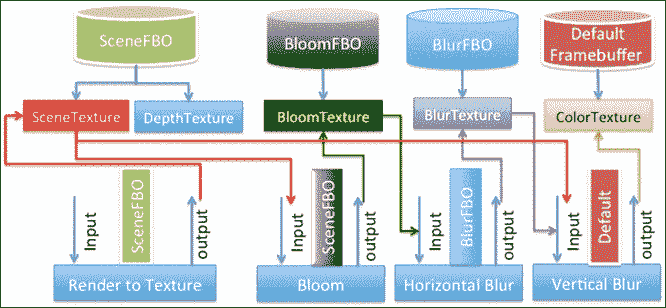 SceneFBO
BloomFBO
BlurFBO
Default
Framebuffer
SceneTexture
DepthTexture
BloomTexture
BlurTexture
ColorTexture
Input
SceneFBO
output
Input
SceneFBO
output
Input
BlurFBO
output
Input
Default
output
Render to Texture
Bloom
Horizontal Blur
Vertical Blur